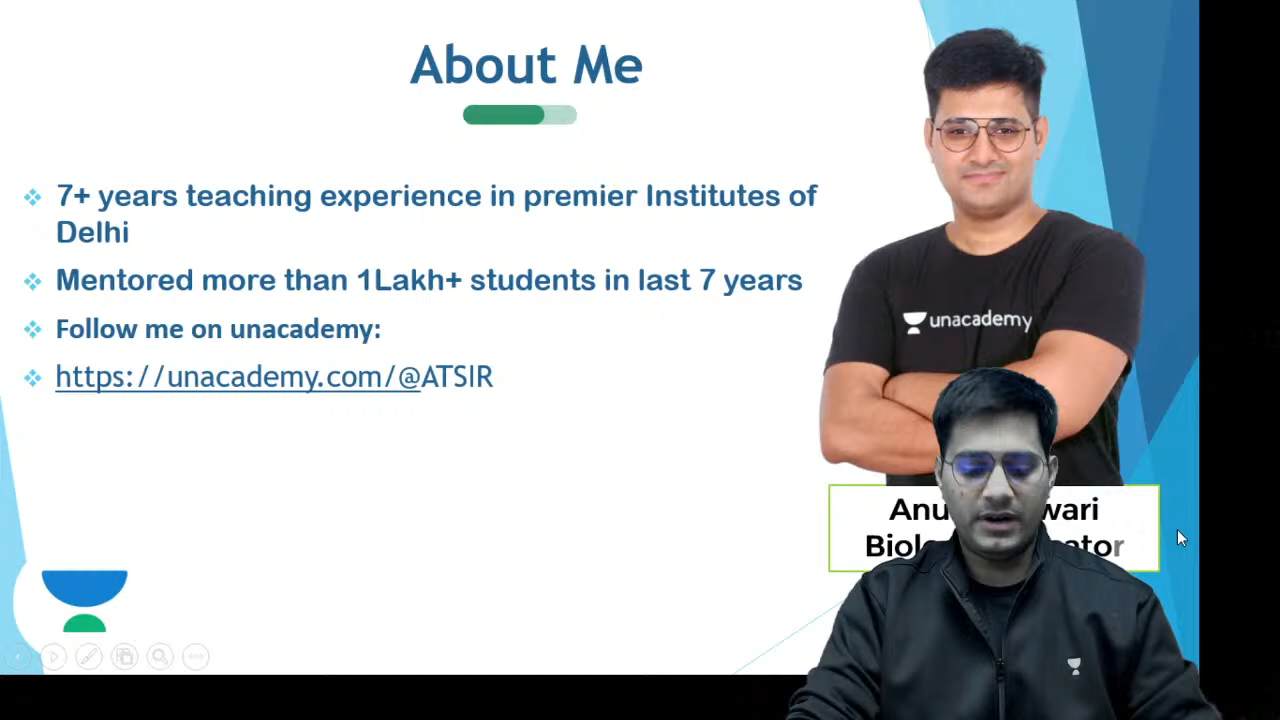 About Me
7+ years teaching experience in premier Institutes of
Delhi
Mentored more than 1Lakh+ students in last 7 years
Follow me on unacademy:
https://unacademy.com/@ATSIR
unacademy